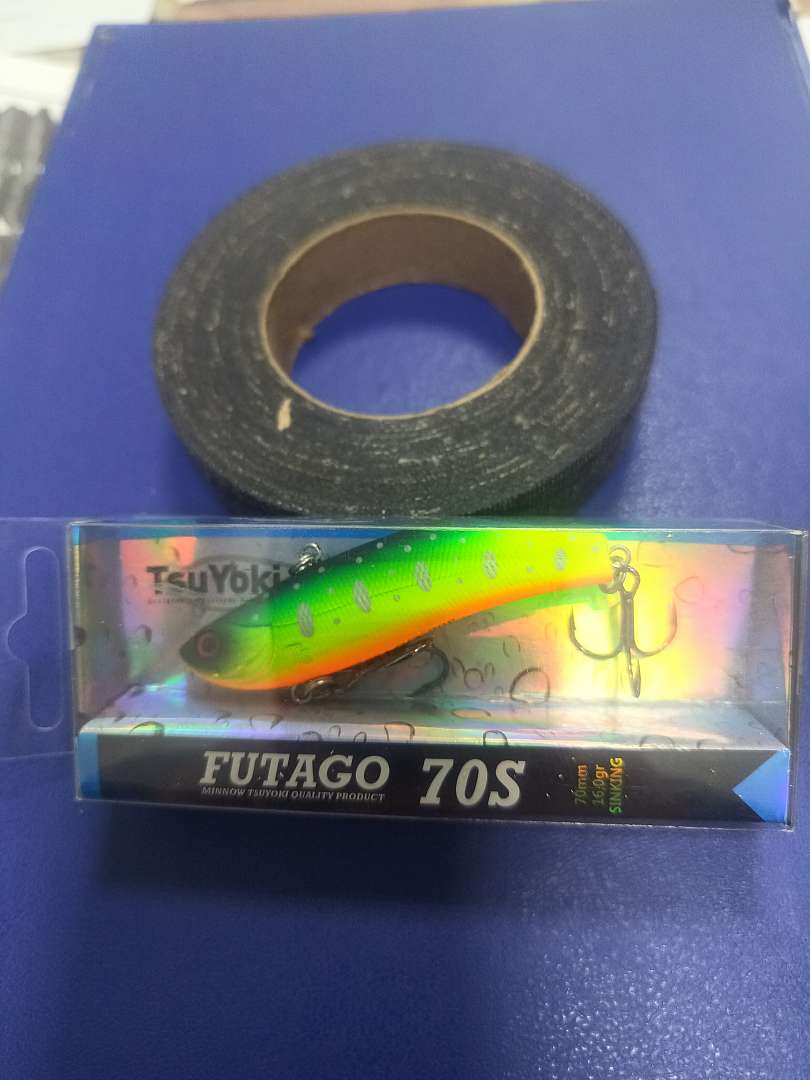 TsuYoki
FUTAGO 70S
MINNOW TSUYOKI QUALITY PRODUCT
70mm
16.0gr
SINKING